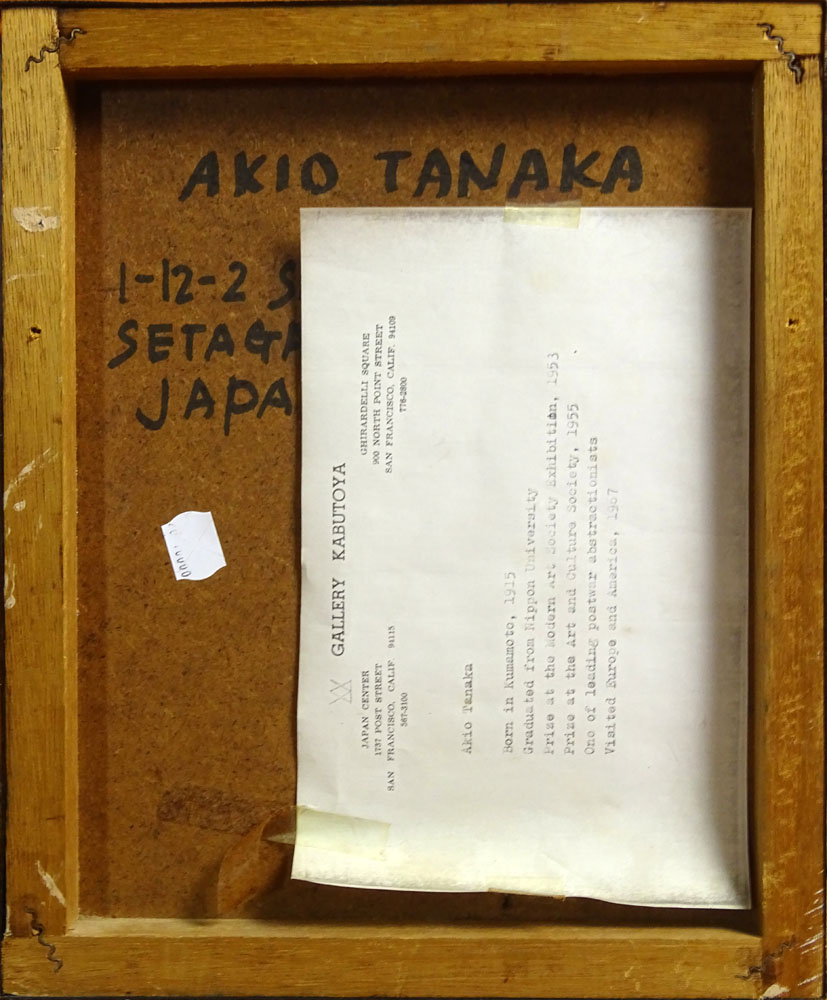 AKIO TANAKA
1-12-2 S
SETAGA
JAPA
GALLERY KABUTOYA
JAPAN CENTER
1737 POST STREET
SAN FRANCISCO, CALIF. 94115
567-3100
GHIRARDELLI SQUARE
900 NORTH POINT STREET
SAN FRANCISCO, CALIF. 94109
776-2800
Akio Tanaka
Born in Kumamoto, 1915
Graduated from Nippon University
Prize at the Modern Art Society Exhibition, 1953
Prize at the Art and Culture Society, 1955
One of leading postwar abstractionists
Visited Europe and America, 1967